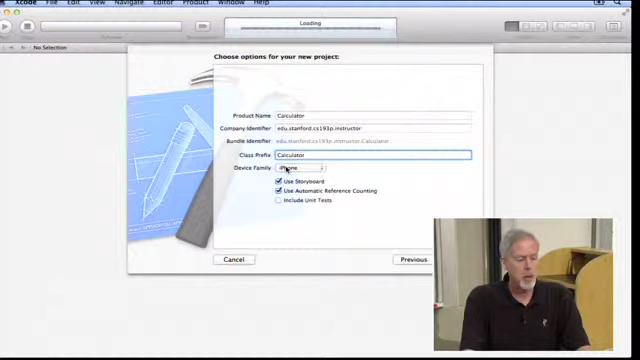 Xcode File Edit View Navigate Editor Product Window Help
Loading
No Selection
Choose options for your new project:
Product Name Calculator
Company Identifier edu.stanford.cs193p.instructor
Bundle Identifier edu.stanford.cs193p.instructor.Calculator
Class Prefix Calculator
Device Family iPhone
Use Storyboard
Use Automatic Reference Counting
Include Unit Tests
Cancel Previous